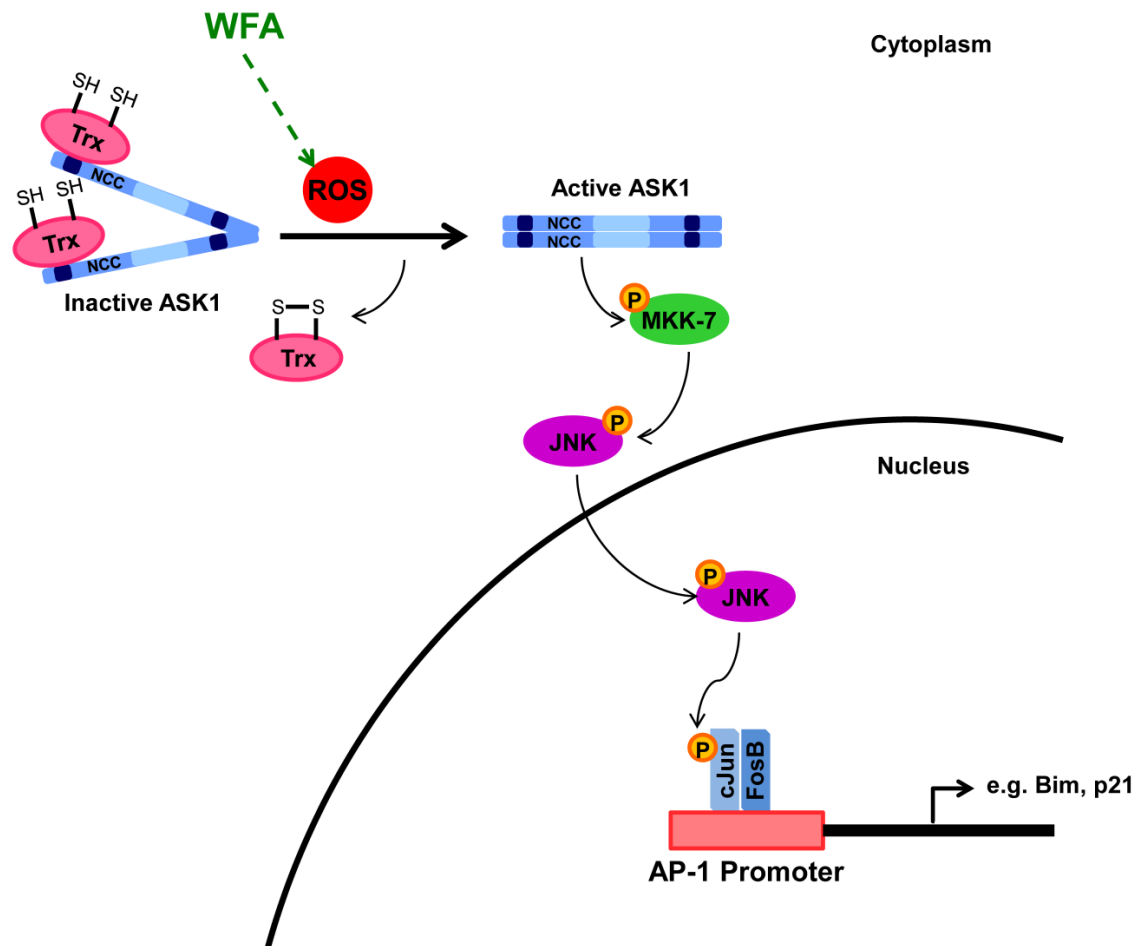 WFA
Cytoplasm
SH
SH
Trx
NCC
SH
SH
Trx
NCC
Inactive ASK1
ROS
Active ASK1
NCC
NCC
S
S
Trx
P
MKK-7
P
JNK
Nucleus
P
JNK
P
cJun
FosB
e.g. Bim, p21
AP-1 Promoter